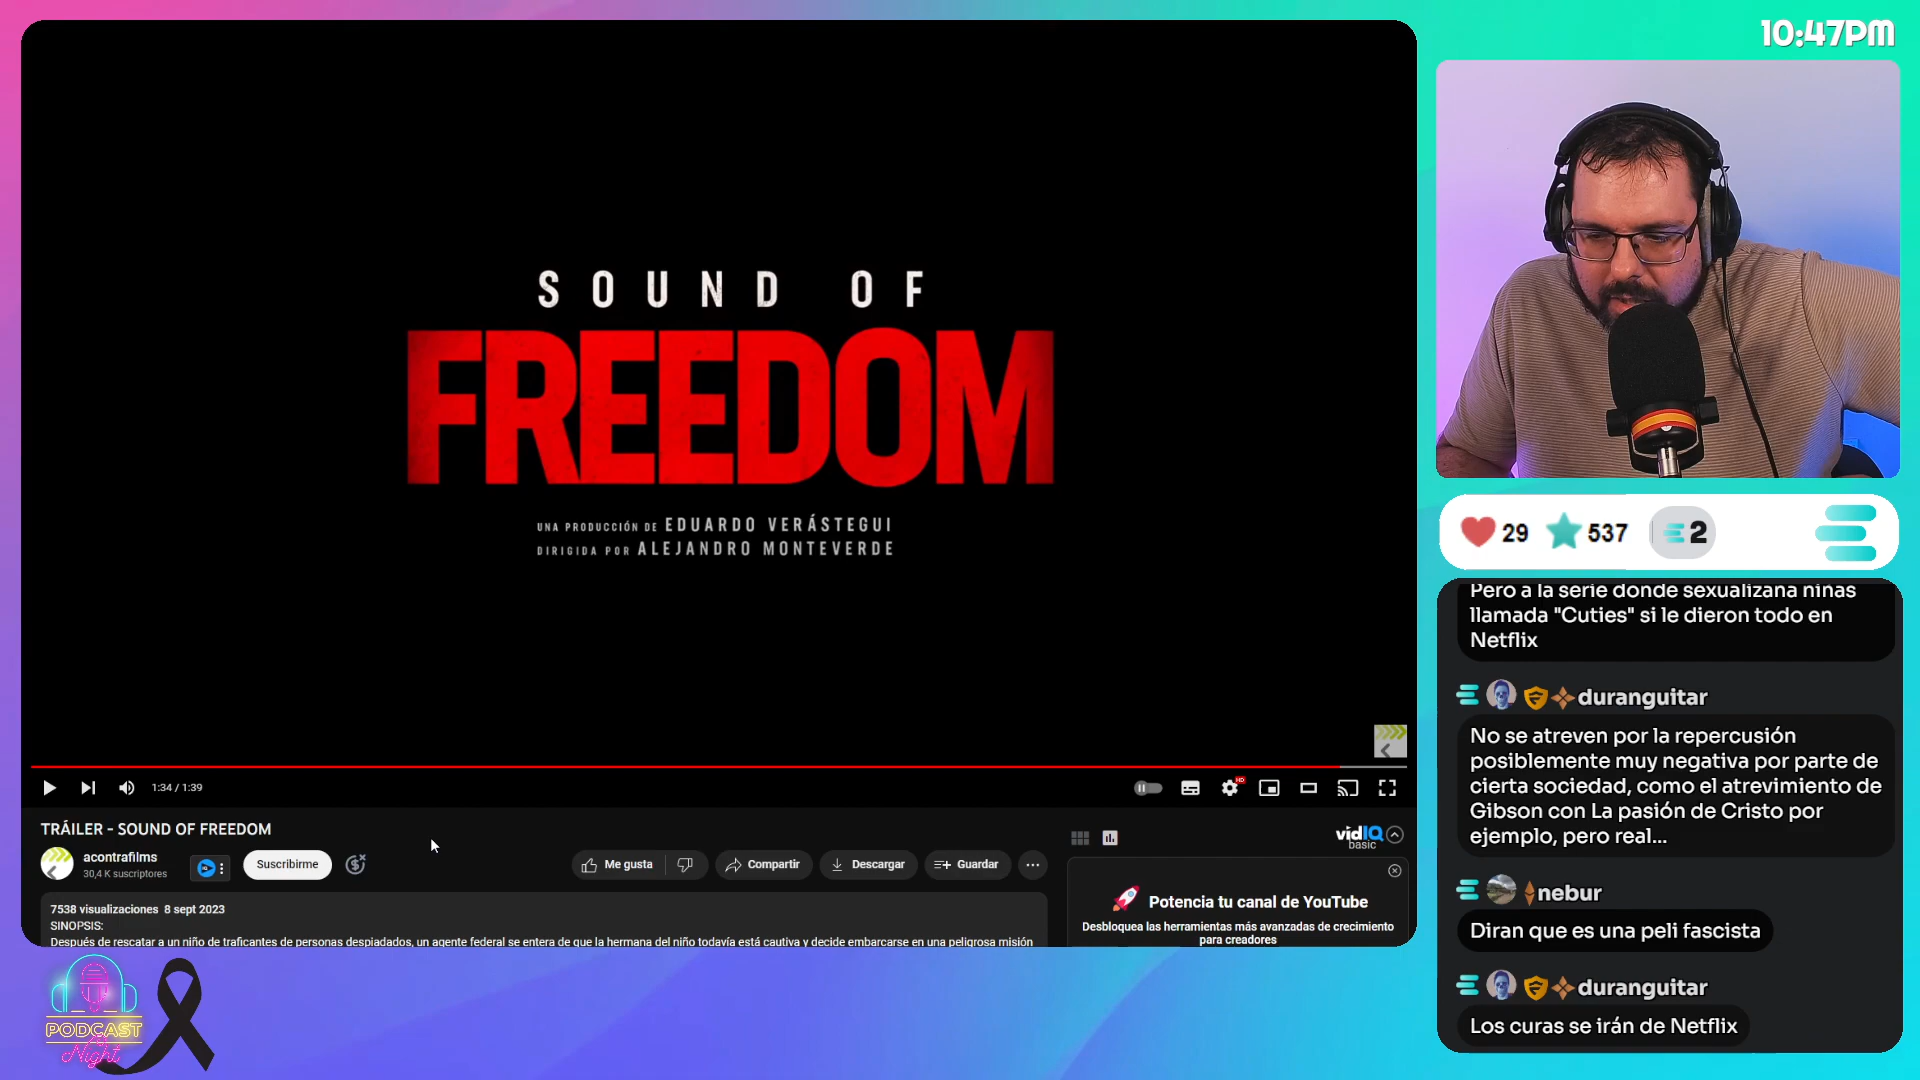 10:47PM
SOUND OF
FREEDOM
UNA PRODUCCIÓN DE EDUARDO VERÁSTEGUI
DIRIGIDA POR ALEJANDRO MONTEVERDE
1:34 / 1:39
HD
TRÁILER - SOUND OF FREEDOM
acontrafilms
30,4 K suscriptores
Suscribirme
Me gusta
Compartir
Descargar
Guardar
7538 visualizaciones 8 sept 2023
SINOPSIS:
Después de rescatar a un niño de traficantes de personas despiadados, un agente federal se entera de que la hermana del niño todavía está cautiva y decide embarcarse en una peligrosa misión
vidIQ
basic
Potencia tu canal de YouTube
Desbloquea las herramientas más avanzadas de crecimiento
para creadores
29
537
2
Pero a la serie donde sexualizana niñas
llamada "Cuties" si le dieron todo en
Netflix
duranguitar
No se atreven por la repercusión
posiblemente muy negativa por parte de
cierta sociedad, como el atrevimiento de
Gibson con La pasión de Cristo por
ejemplo, pero real...
nebur
Diran que es una peli fascista
duranguitar
Los curas se irán de Netflix
PODCAST
Night